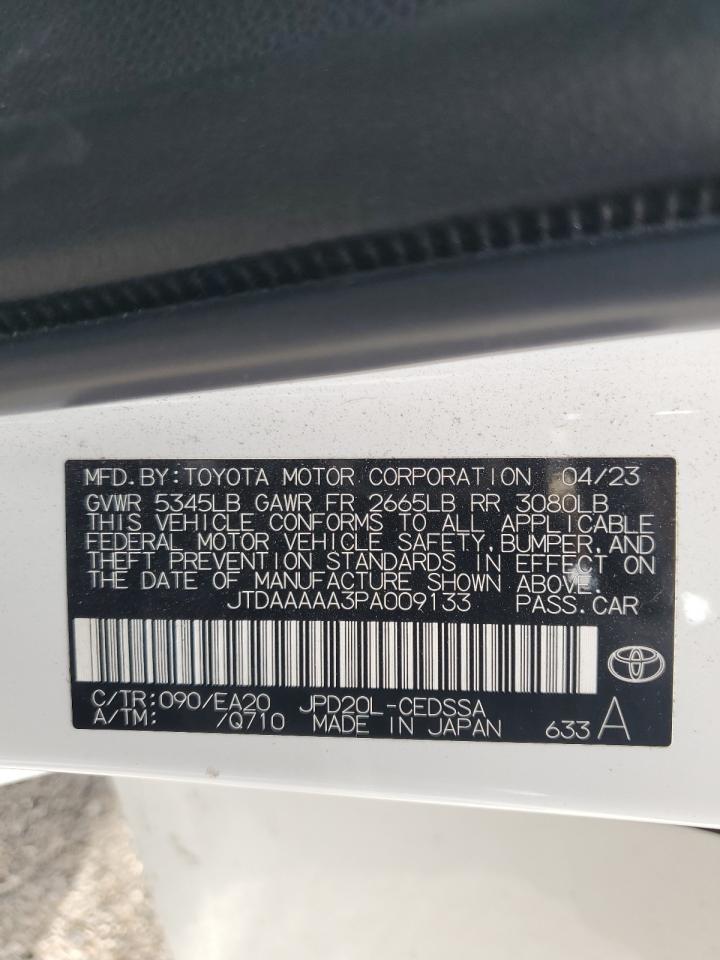 MFD.BY:TOYOTA MOTOR CORPORATION 04/23
GVWR 5345LB GAWR FR 2665LB RR 3080LB
THIS VEHICLE CONFORMS TO ALL APPLICABLE
FEDERAL MOTOR VEHICLE SAFETY,BUMPER,AND
THEFT PREVENTION STANDARDS IN EFFECT ON
THE DATE OF MANUFACTURE SHOWN ABOVE.
JTDAAAAA3PA009133 PASS.CAR
C/TR:090/EA20 JPD20L-CEDSSA
A/TM: /Q710 MADE IN JAPAN 633 A